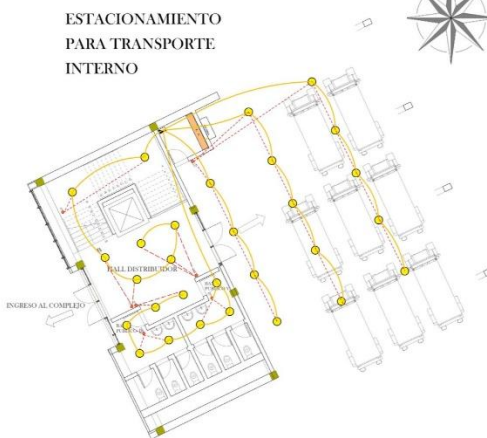 ESTACIONAMIENTO
PARA TRANSPORTE
INTERNO
HALL DISTRIBUIDOR
INGRESO AL COMPLEJO